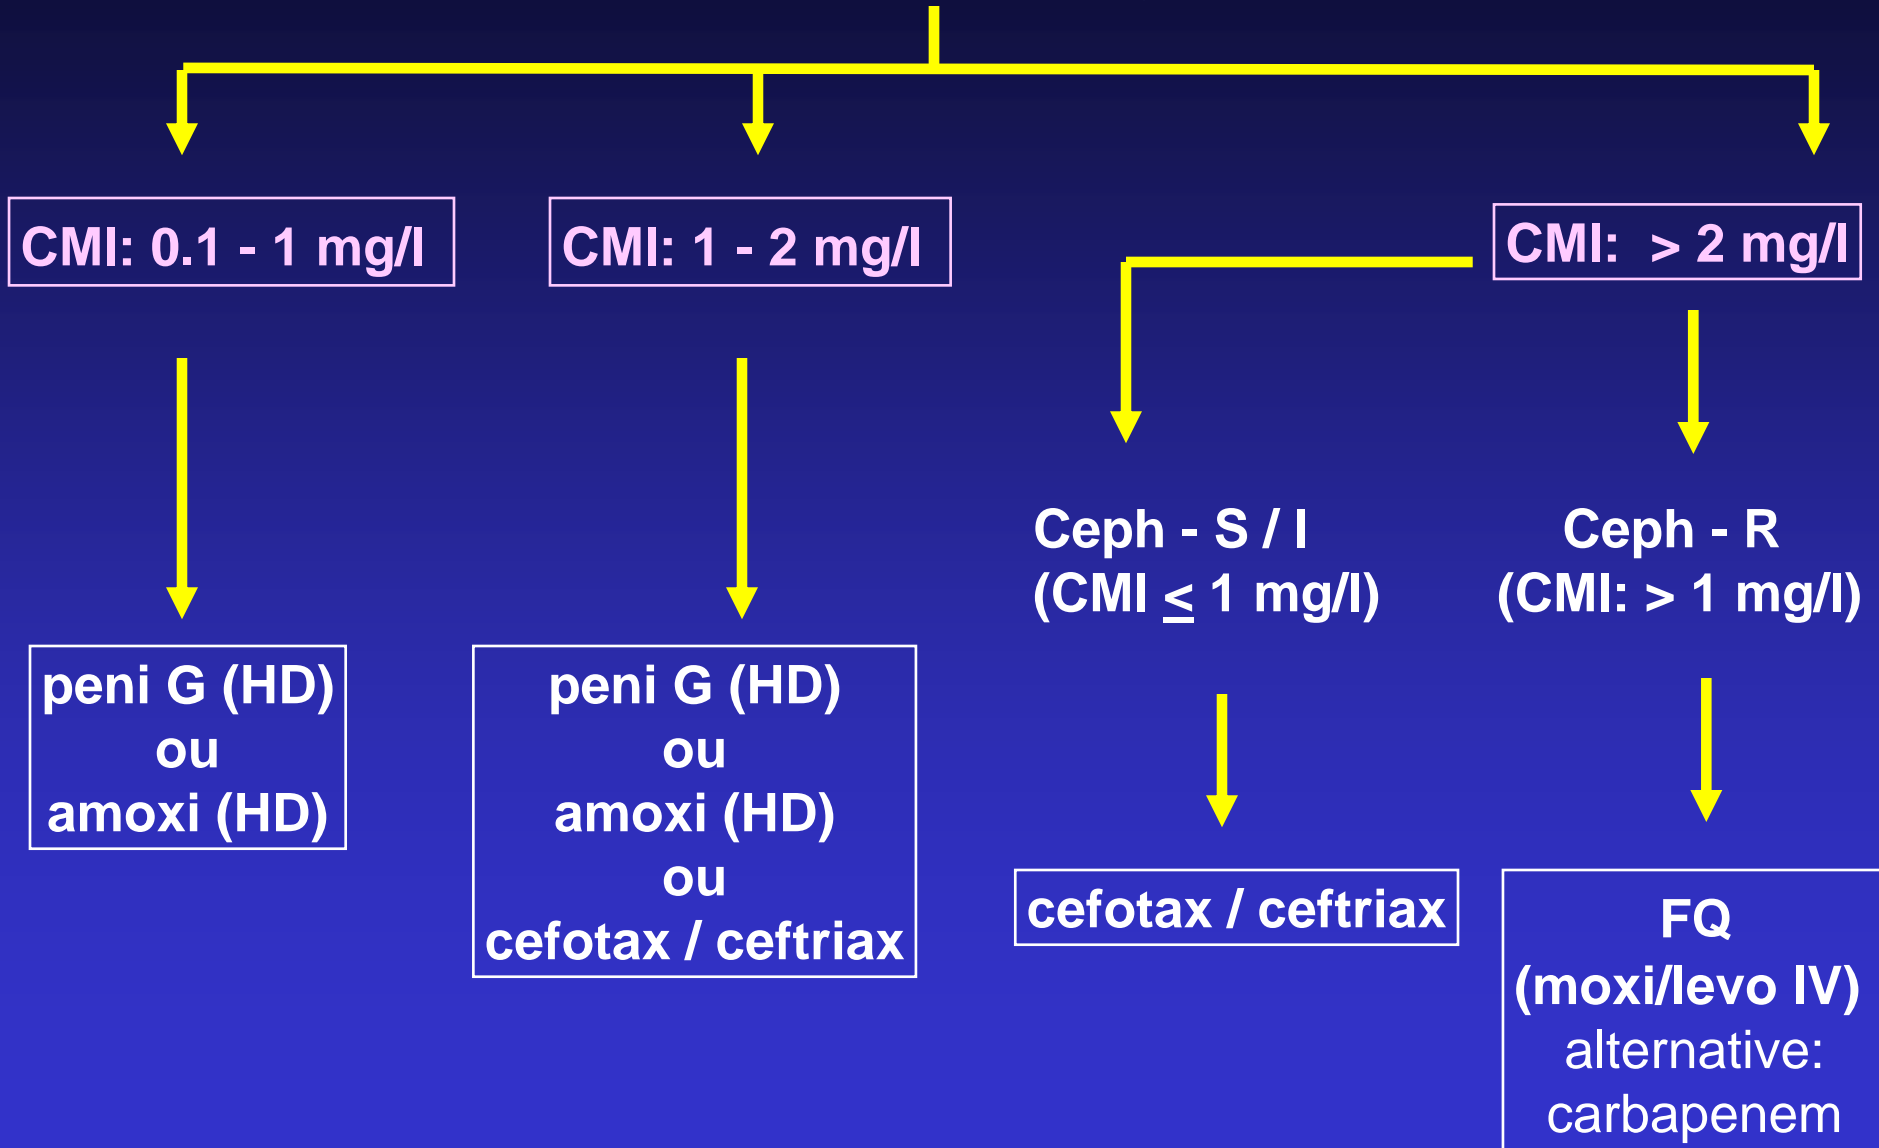 CMI: 0.1 - 1 mg/l
CMI: 1 - 2 mg/l
CMI: > 2 mg/l
Ceph - S / I
(CMI ≤ 1 mg/l)
Ceph - R
(CMI: > 1 mg/l)
peni G (HD)
ou
amoxi (HD)
peni G (HD)
ou
amoxi (HD)
ou
cefotax / ceftriax
cefotax / ceftriax
FQ
(moxi/levo IV)
alternative:
carbapenem